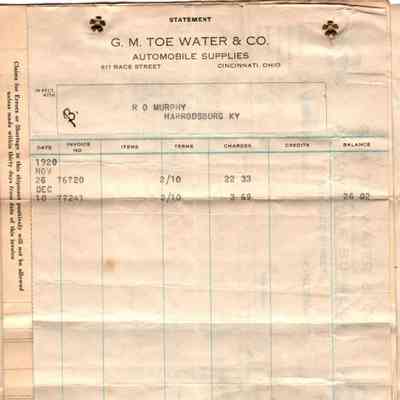 STATEMENT
G. M. TOE WATER & CO.
AUTOMOBILE SUPPLIES
617 RACE STREET CINCINNATI, OHIO
IN ACCT. WITH
R O MURPHY
HARRODSBURG KY
DATE INVOICE NO ITEMS TERMS CHARGES CREDITS BALANCE
1920
NOV
26 76720 2/10 22 33
DEC
10 77241 2/10 3 69 26 02
Claims for Errors or Shortage in this shipment positively will not be allowed
unless made within thirty days from date of this invoice